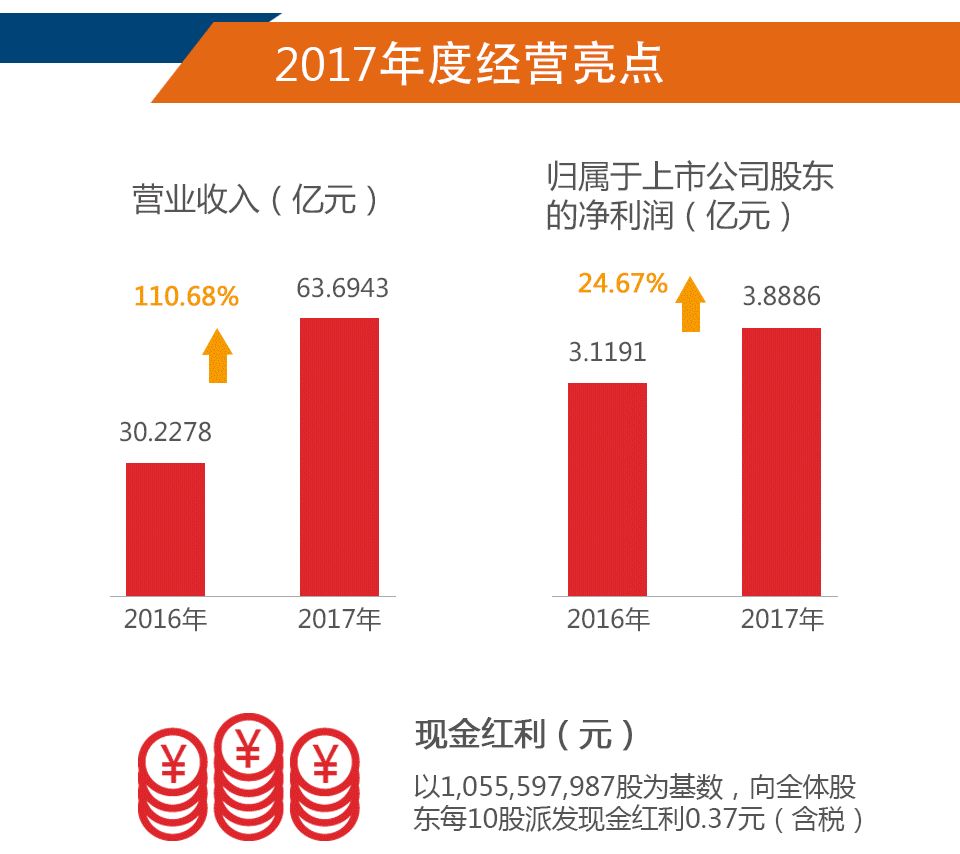 2017年度经营亮点
营业收入（亿元）
110.68%
63.6943
30.2278
2016年
2017年
归属于上市公司股东
的净利润（亿元）
24.67%
3.8886
3.1191
2016年
2017年
¥
¥
¥
现金红利（元）
以1,055,597,987股为基数，向全体股
东每10股派发现金红利0.37元（含税）